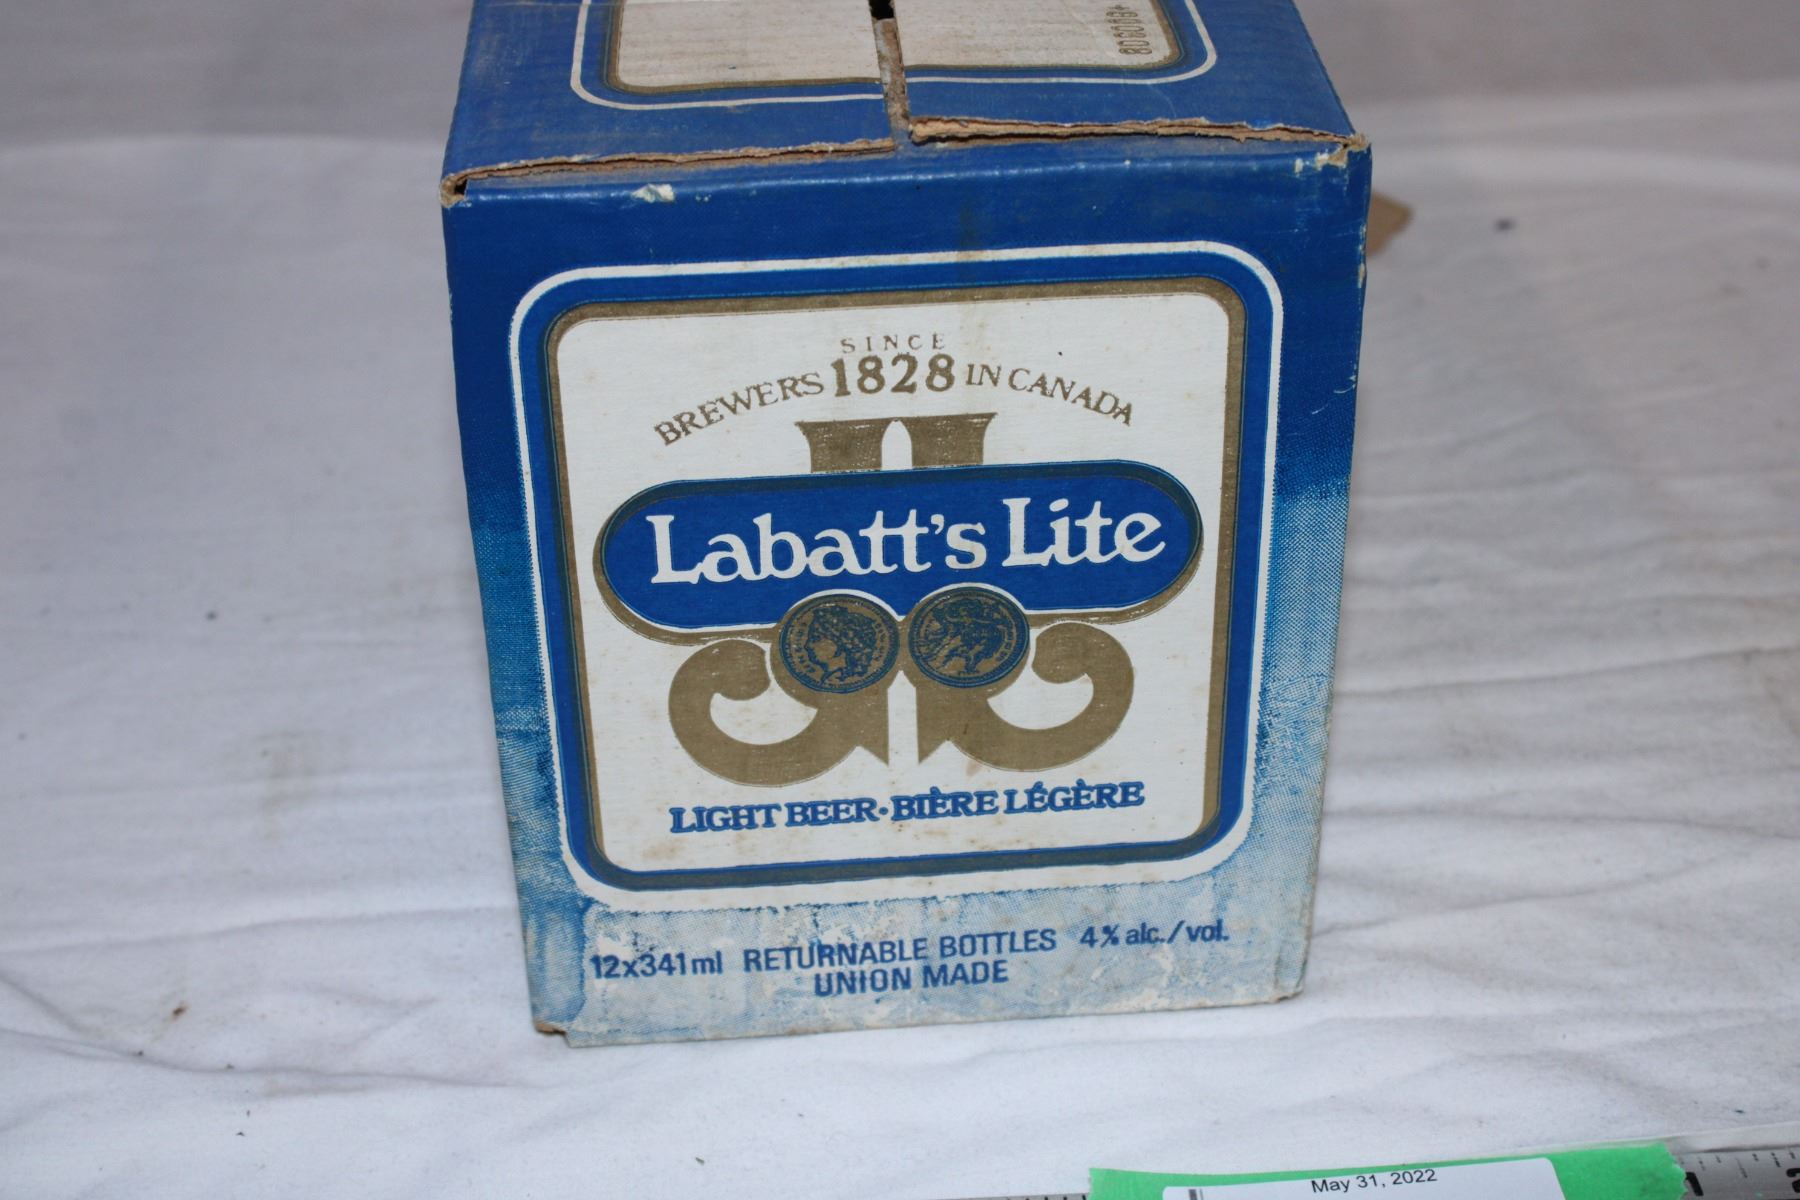 SINCE
BREWERS 1828 IN CANADA
Labatt's Lite
LIGHT BEER·BIÈRE LÉGÈRE
12x341ml RETURNABLE BOTTLES 4% alc./vol.
UNION MADE
May 31, 2022